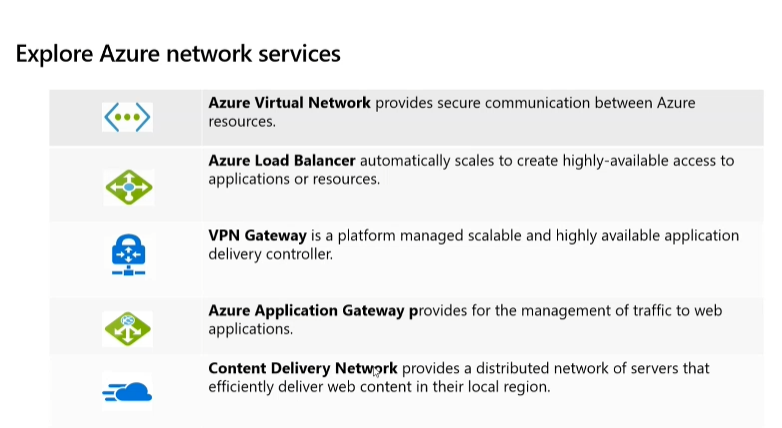 Explore Azure network services
Azure Virtual Network provides secure communication between Azure
resources.
Azure Load Balancer automatically scales to create highly-available access to
applications or resources.
VPN Gateway is a platform managed scalable and highly available application
delivery controller.
Azure Application Gateway provides for the management of traffic to web
applications.
Content Delivery Network provides a distributed network of servers that
efficiently deliver web content in their local region.